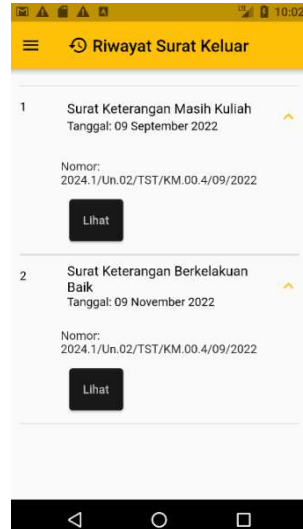 10:02
Riwayat Surat Keluar
1
Surat Keterangan Masih Kuliah
Tanggal: 09 September 2022
Nomor:
2024.1/Un.02/TST/KM.00.4/09/2022
Lihat
2
Surat Keterangan Berkelakuan
Baik
Tanggal: 09 November 2022
Nomor:
2024.1/Un.02/TST/KM.00.4/09/2022
Lihat